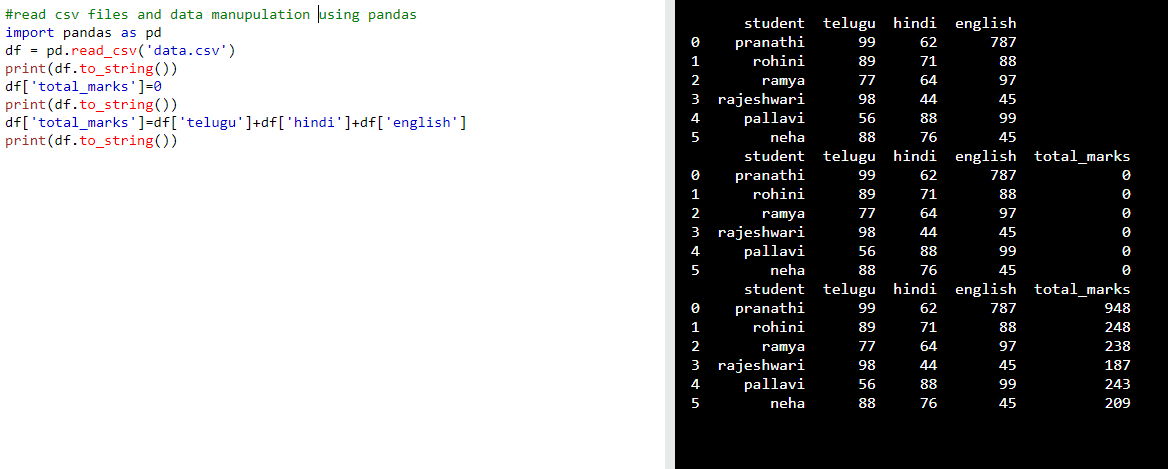 #read csv files and data manupulation using pandas
import pandas as pd
df = pd.read_csv('data.csv')
print(df.to_string())
df['total_marks']=0
print(df.to_string())
df['total_marks']=df['telugu']+df['hindi']+df['english']
print(df.to_string())
student telugu hindi english
0 pranathi 99 62 787
1 rohini 89 71 88
2 ramya 77 64 97
3 rajeshwari 98 44 45
4 pallavi 56 88 99
5 neha 88 76 45
student telugu hindi english total_marks
0 pranathi 99 62 787 0
1 rohini 89 71 88 0
2 ramya 77 64 97 0
3 rajeshwari 98 44 45 0
4 pallavi 56 88 99 0
5 neha 88 76 45 0
student telugu hindi english total_marks
0 pranathi 99 62 787 948
1 rohini 89 71 88 248
2 ramya 77 64 97 238
3 rajeshwari 98 44 45 187
4 pallavi 56 88 99 243
5 neha 88 76 45 209